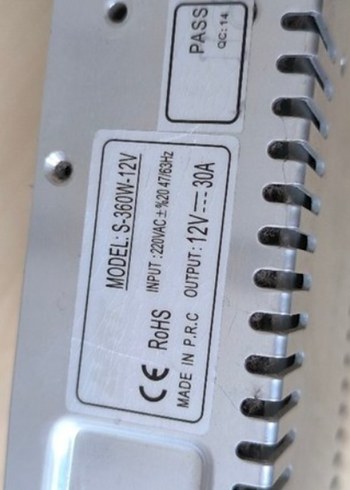 PASS
QC: 14
MODEL: S-360W-12V
INPUT : 220VAC ± %20 47/63Hz
OUTPUT : 12V⎓30A
CE RoHS
MADE IN P.R.C